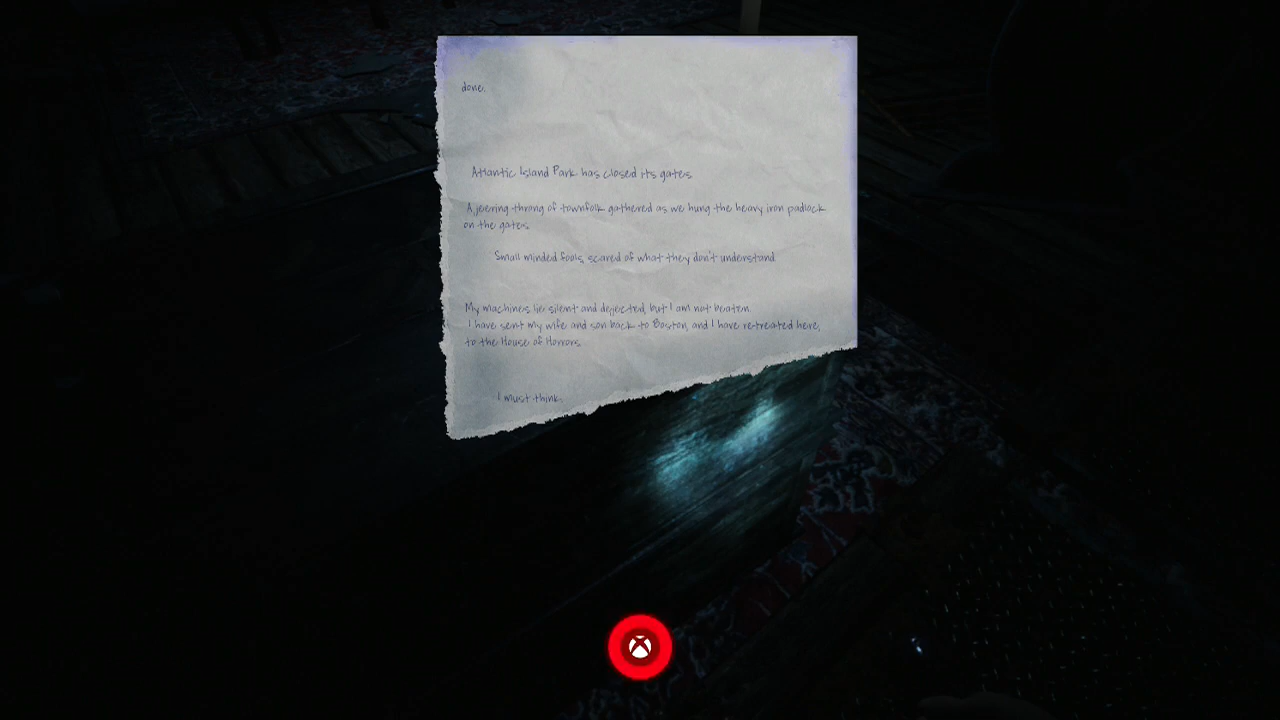 done.
Atlantic Island Park has closed its gates.
A jeering throng of townfolk gathered as we hung the heavy iron padlock
on the gates.
Small minded fools, scared of what they don't understand.
My machines lie silent and dejected, but I am not beaten.
I have sent my wife and son back to Boston, and I have retreated here,
to the House of Horrors.
I must think.